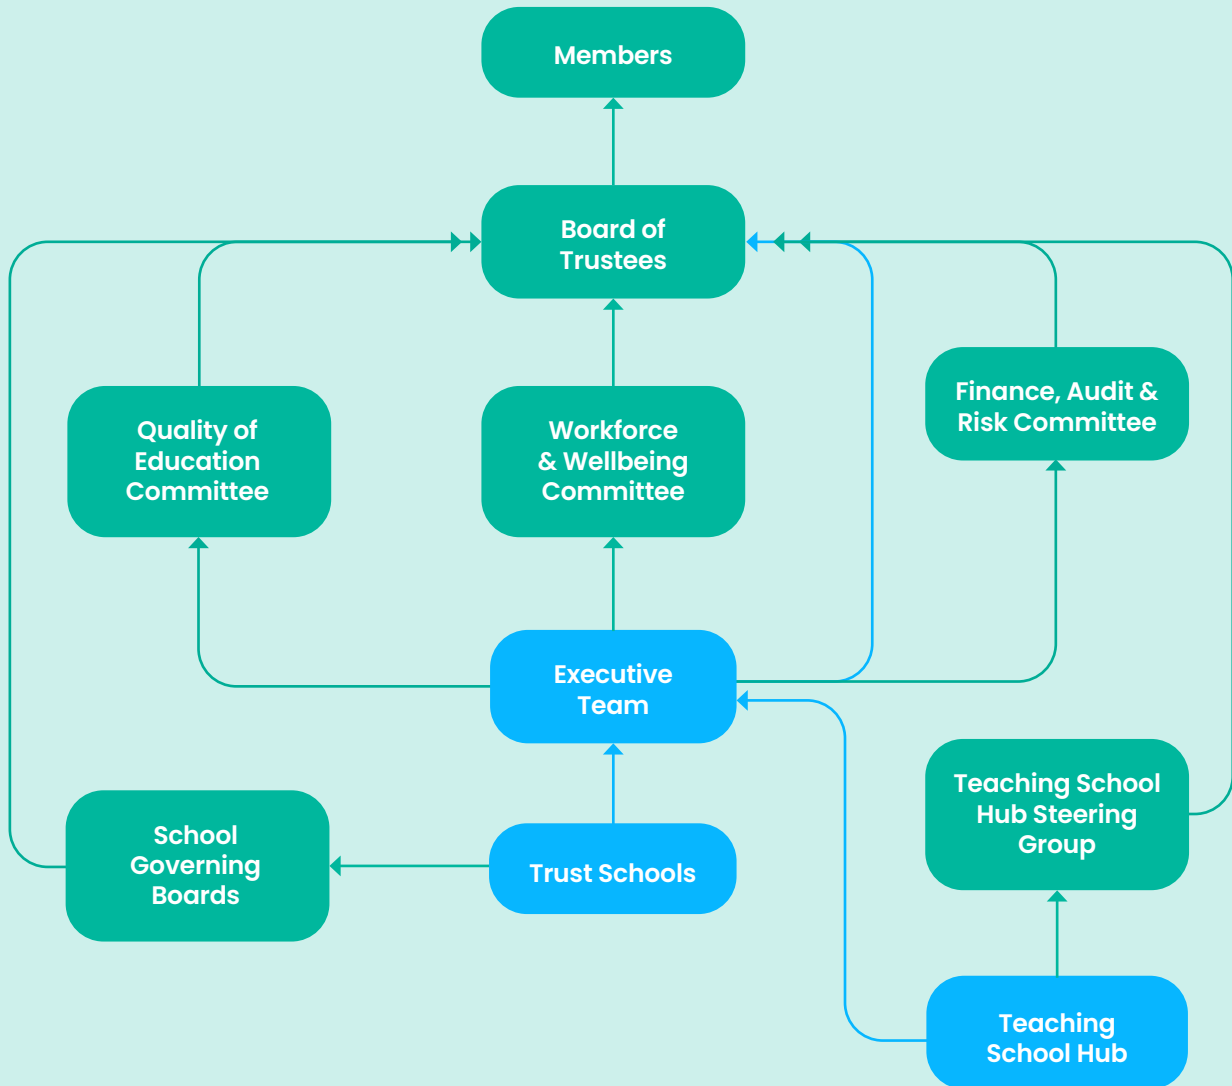 Members
Board of
Trustees
Quality of
Education
Committee
Workforce
& Wellbeing
Committee
Finance, Audit &
Risk Committee
Executive
Team
School
Governing
Boards
Trust Schools
Teaching School
Hub Steering
Group
Teaching
School Hub